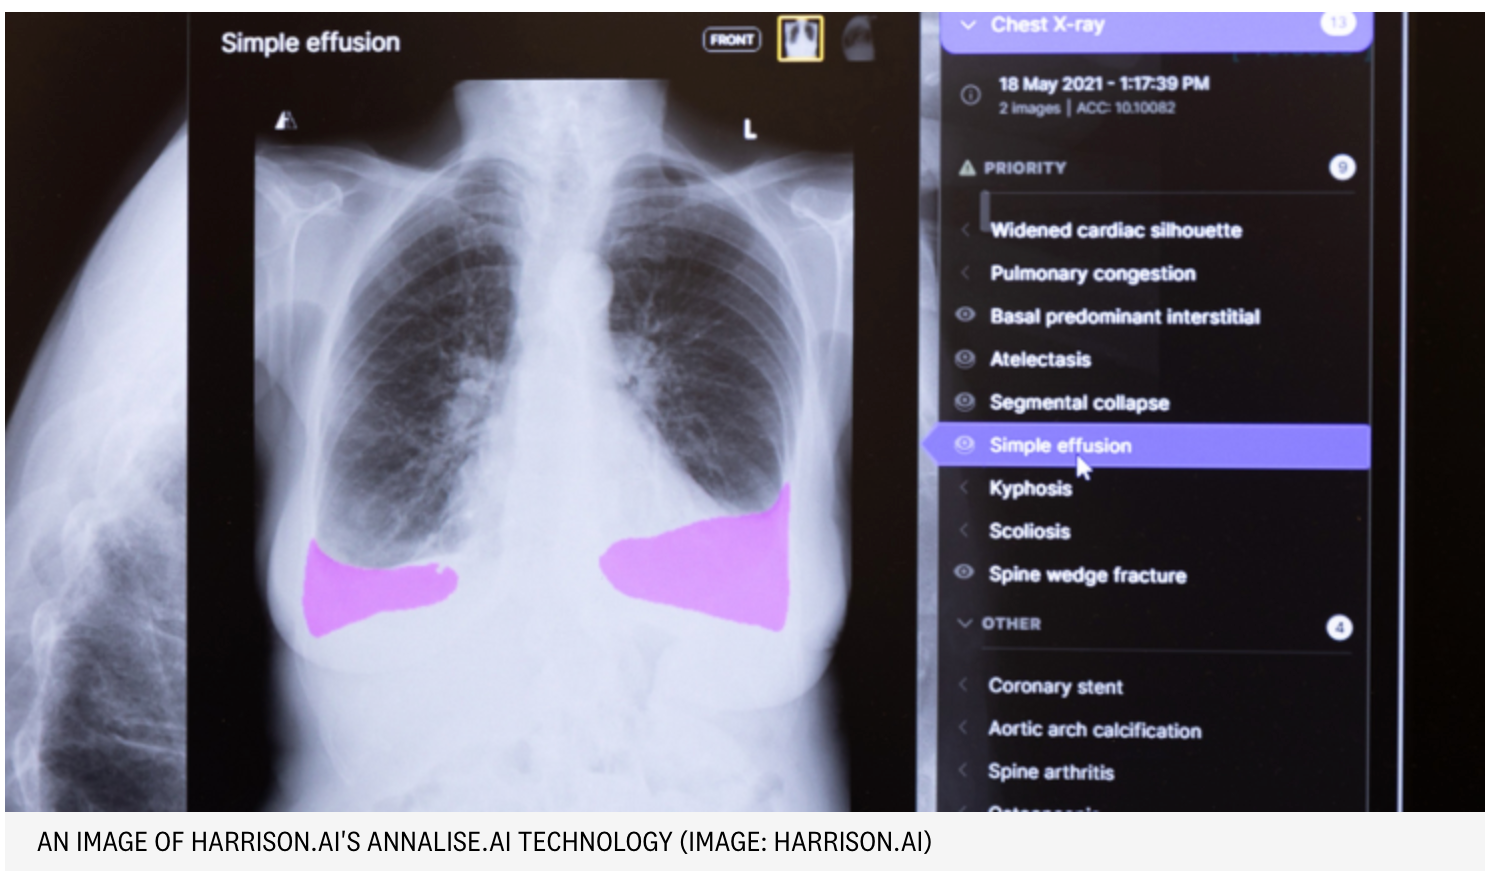 Simple effusion
FRONT
L
Chest X-ray
13
18 May 2021 - 1:17:39 PM
2 images | ACC: 10.10082
PRIORITY
9
Widened cardiac silhouette
Pulmonary congestion
Basal predominant interstitial
Atelectasis
Segmental collapse
Simple effusion
Kyphosis
Scoliosis
Spine wedge fracture
OTHER
4
Coronary stent
Aortic arch calcification
Spine arthritis
AN IMAGE OF HARRISON.AI'S ANNALISE.AI TECHNOLOGY (IMAGE: HARRISON.AI)